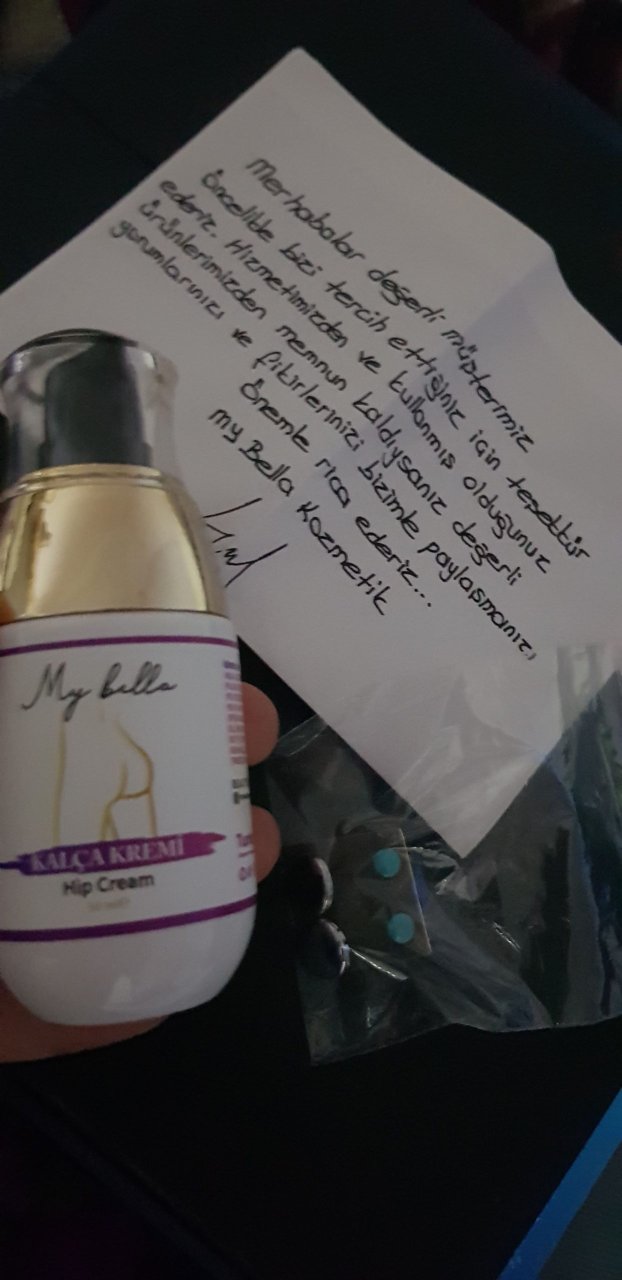 Merhabalar değerli müşterimiz
Öncelikle bizi tercih ettiğiniz için teşekkür
ederiz. Hizmetimizden ve kullanmış olduğunuz
ürünlerimizden memnun kaldıysanız değerli
yorumlarınızı ve fikirlerinizi bizimle paylaşmanızı,
önemle rica ederiz...
my Bella Kozmetik
My bella
KALÇA KREMİ
Hip Cream